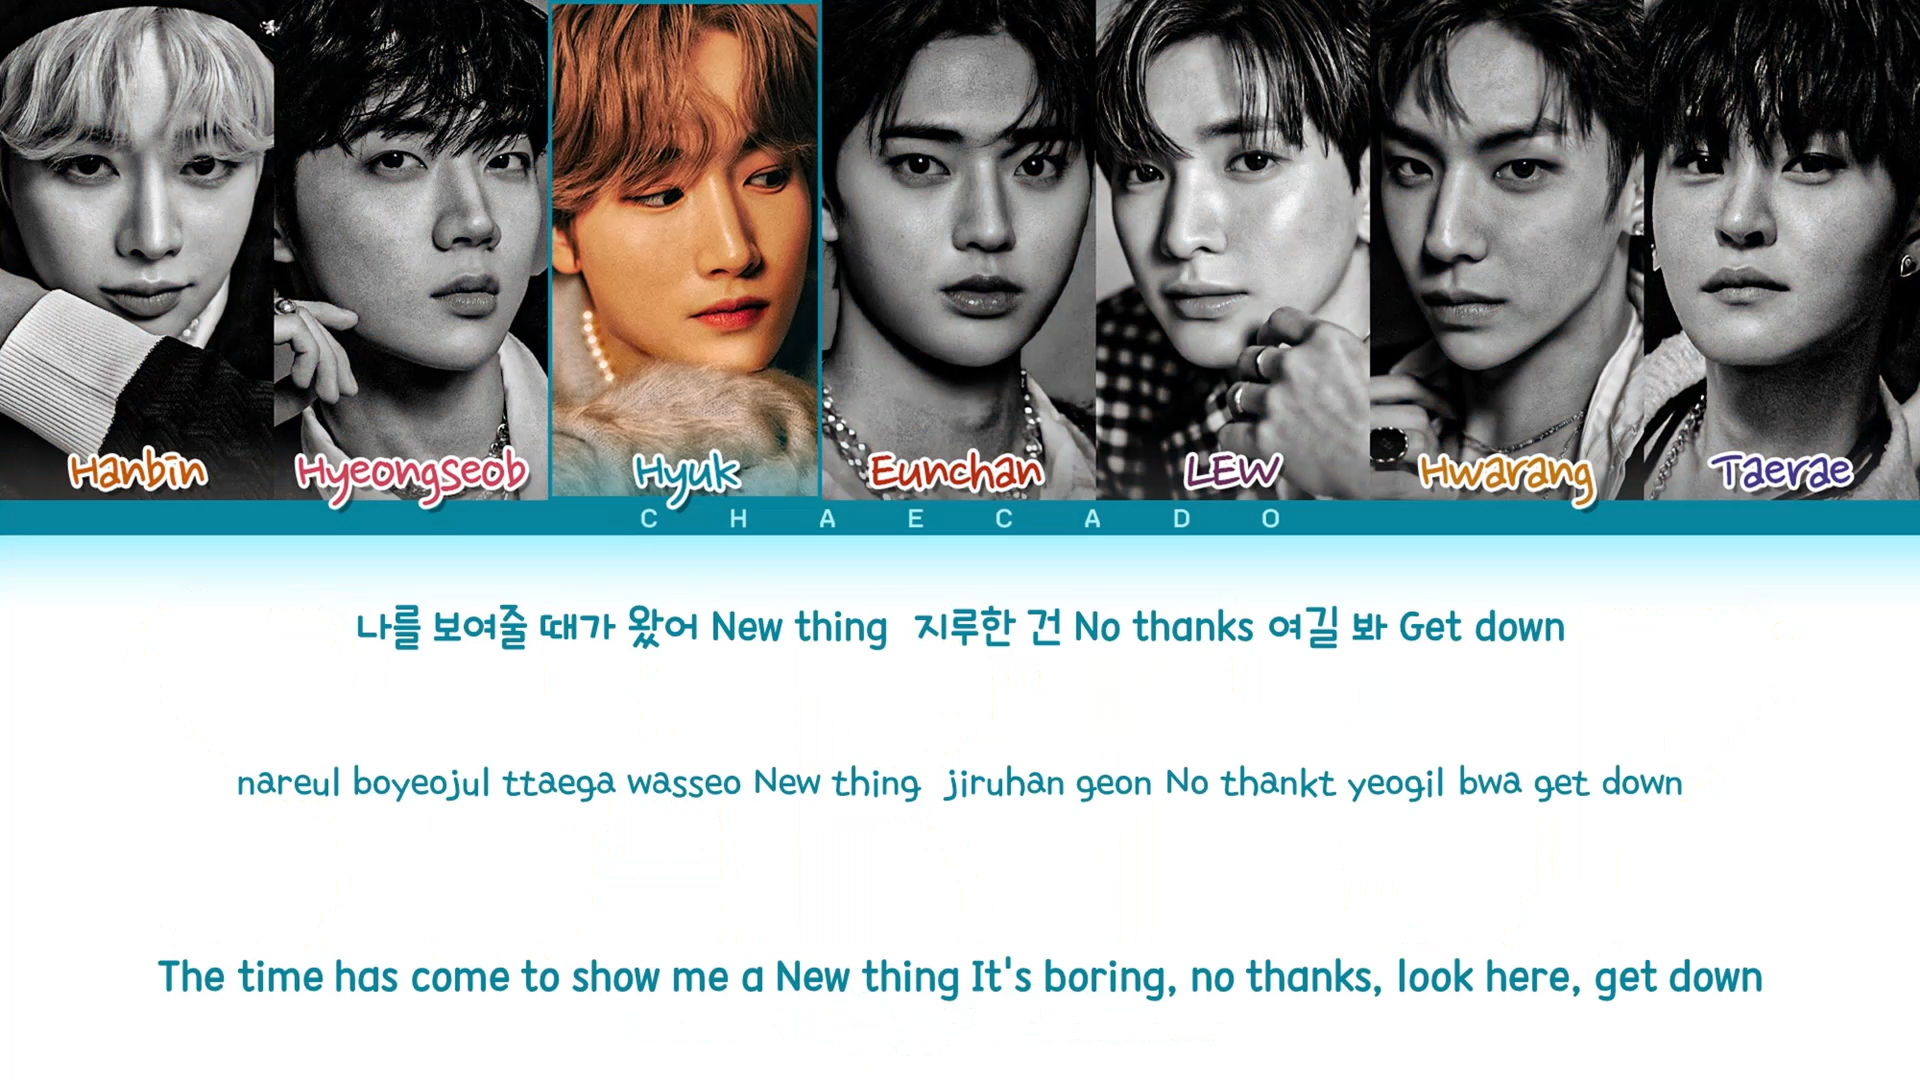 Hanbin Hyeongseob Hyuk Eunchan LEW Hwarang Taerae
CHAECADO
나를 보여줄 때가 왔어 New thing 지루한 건 No thanks 여길 봐 Get down
nareul boyeojul ttaega wasseo New thing jiruhan geon No thankt yeogil bwa get down
The time has come to show me a New thing It's boring, no thanks, look here, get down